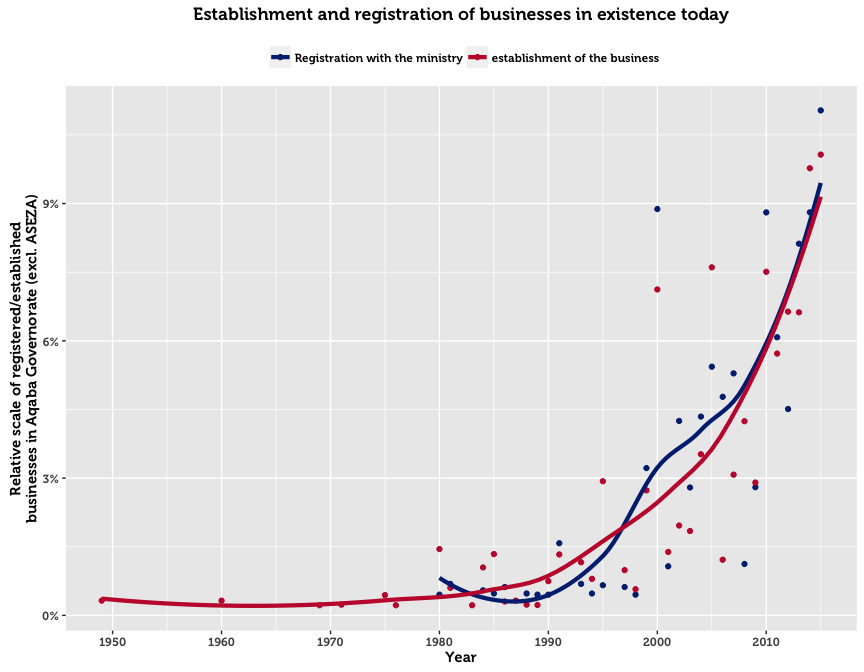 Establishment and registration of businesses in existence today
Registration with the ministry establishment of the business
Relative scale of registered/established
businesses in Aqaba Governorate (excl. ASEZA)
9%
6%
3%
0%
1950 1960 1970 1980 1990 2000 2010
Year